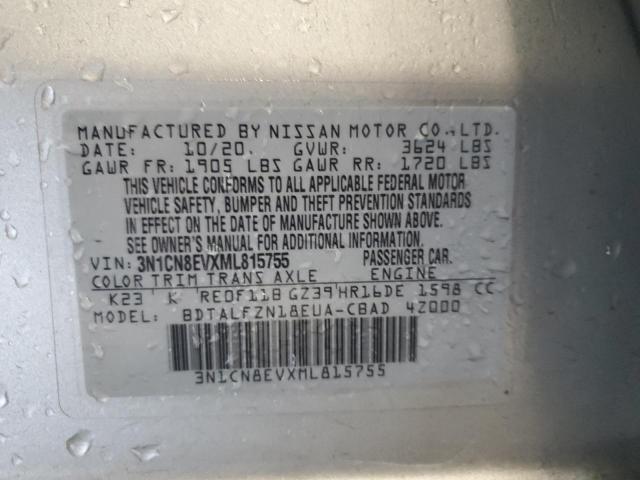 MANUFACTURED BY NISSAN MOTOR CO., LTD.
DATE: 10/20. GVWR: 3624 LBS
GAWR FR: 1905 LBS GAWR RR: 1720 LBS
THIS VEHICLE CONFORMS TO ALL APPLICABLE FEDERAL MOTOR
VEHICLE SAFETY, BUMPER AND THEFT PREVENTION STANDARDS
IN EFFECT ON THE DATE OF MANUFACTURE SHOWN ABOVE.
SEE OWNER'S MANUAL FOR ADDITIONAL INFORMATION.
VIN: 3N1CN8EVXML815755 PASSENGER CAR.
COLOR TRIM TRANS AXLE ENGINE
K23 K RE0F11B GZ39 HR16DE 1598 CC
MODEL: BDTALFZN18EUA-CBAD 4Z000
3N1CN8EVXML815755